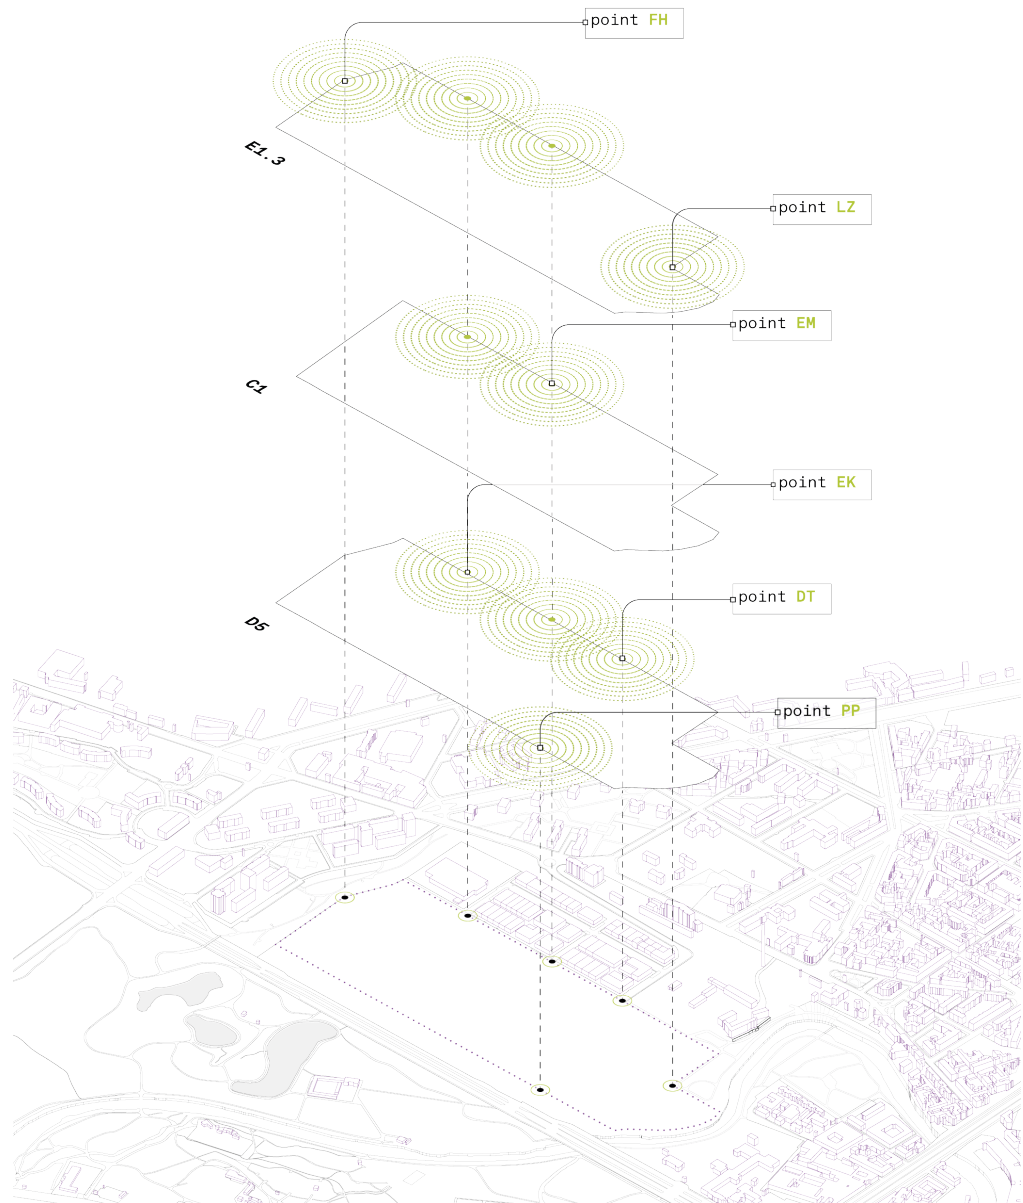 point FH
E1.3
point LZ
point EM
C1
point EK
point DT
D5
point PP